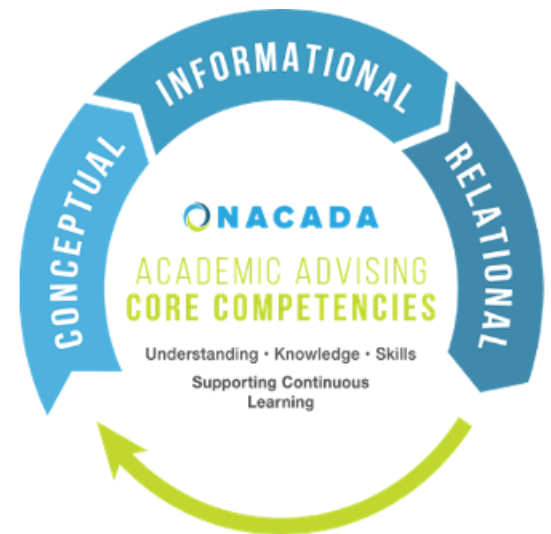 CONCEPTUAL
INFORMATIONAL
RELATIONAL
NACADA
ACADEMIC ADVISING
CORE COMPETENCIES
Understanding • Knowledge • Skills
Supporting Continuous
Learning